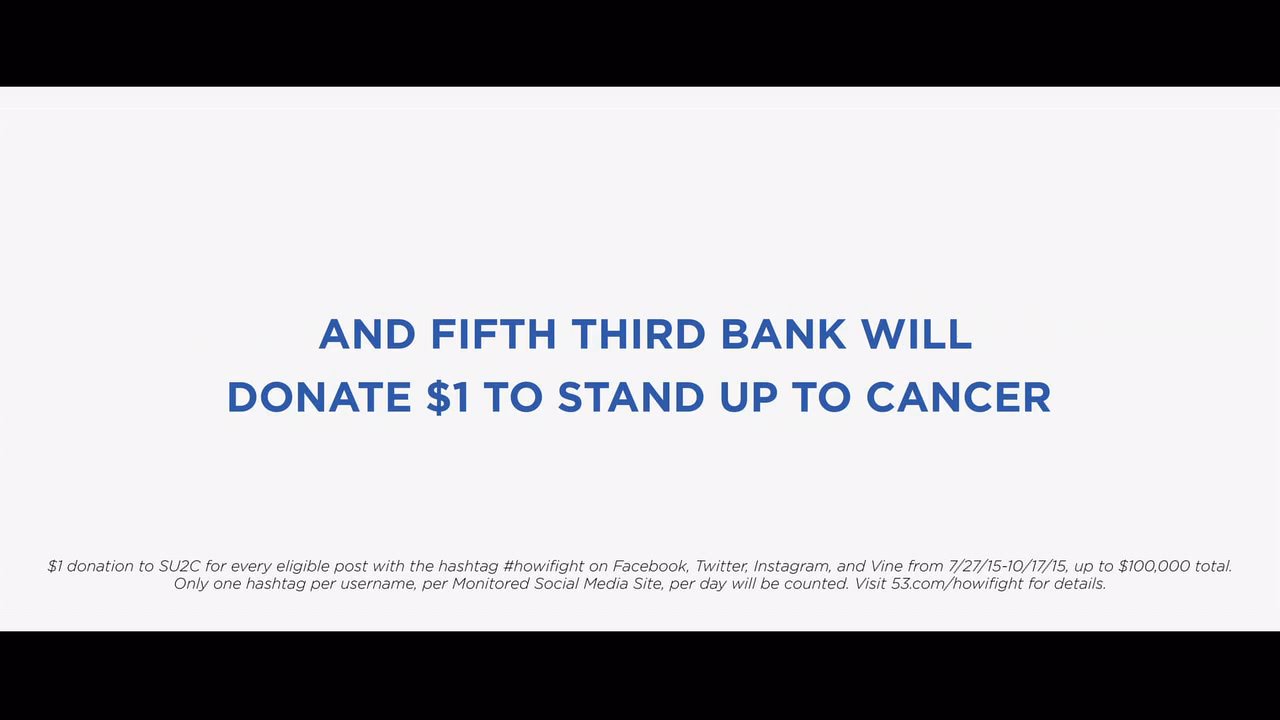 AND FIFTH THIRD BANK WILL
DONATE $1 TO STAND UP TO CANCER
$1 donation to SU2C for every eligible post with the hashtag #howifight on Facebook, Twitter, Instagram, and Vine from 7/27/15-10/17/15, up to $100,000 total.
Only one hashtag per username, per Monitored Social Media Site, per day will be counted. Visit 53.com/howifight for details.